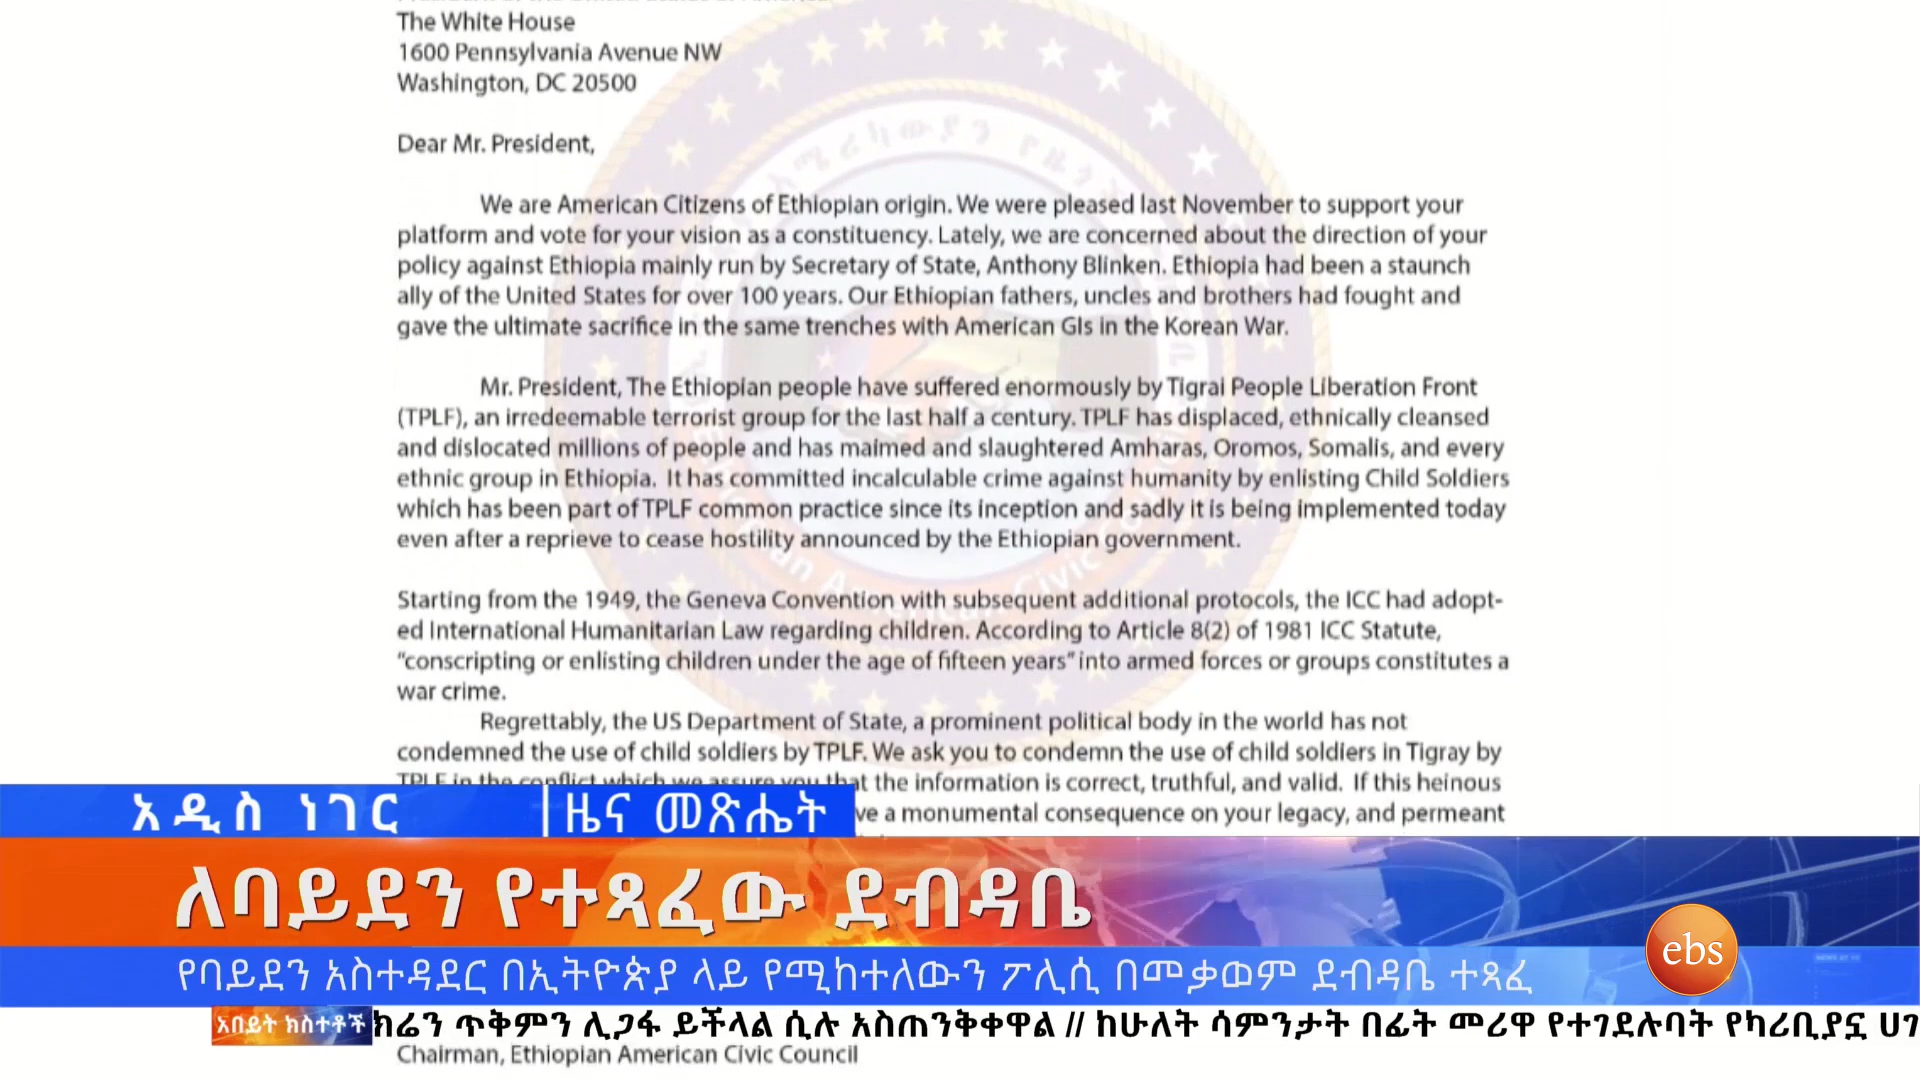 The White House
1600 Pennsylvania Avenue NW
Washington, DC 20500
Dear Mr. President,
We are American Citizens of Ethiopian origin. We were pleased last November to support your
platform and vote for your vision as a constituency. Lately, we are concerned about the direction of your
policy against Ethiopia mainly run by Secretary of State, Anthony Blinken. Ethiopia had been a staunch
ally of the United States for over 100 years. Our Ethiopian fathers, uncles and brothers had fought and
gave the ultimate sacrifice in the same trenches with American GIs in the Korean War.
Mr. President, The Ethiopian people have suffered enormously by Tigrai People Liberation Front
(TPLF), an irredeemable terrorist group for the last half a century. TPLF has displaced, ethnically cleansed
and dislocated millions of people and has maimed and slaughtered Amharas, Oromos, Somalis, and every
ethnic group in Ethiopia. It has committed incalculable crime against humanity by enlisting Child Soldiers
which has been part of TPLF common practice since its inception and sadly it is being implemented today
even after a reprieve to cease hostility announced by the Ethiopian government.
Starting from the 1949, the Geneva Convention with subsequent additional protocols, the ICC had adopt-
ed International Humanitarian Law regarding children. According to Article 8(2) of 1981 ICC Statute,
"conscripting or enlisting children under the age of fifteen years" into armed forces or groups constitutes a
war crime.
Regrettably, the US Department of State, a prominent political body in the world has not
condemned the use of child soldiers by TPLF. We ask you to condemn the use of child soldiers in Tigray by
TPLF in the conflict which we assure you that the information is correct, truthful, and valid. If this heinous
ve a monumental consequence on your legacy, and permeant
አዲስ ነገር | ዜና መጽሔት
ለባይደን የተጻፈው ደብዳቤ
ebs
የባይደን አስተዳደር በኢትዮጵያ ላይ የሚከተለውን ፖሊሲ በመቃወም ደብዳቤ ተጻፈ
አበይት ክስተቶች ክሬን ጥቅምን ሊጋፋ ይችላል ሲሉ አስጠንቅቀዋል // ከሁለት ሳምንታት በፊት መሪዋ የተገደሉባት የካሪቢያኗ ሀገ
Chairman, Ethiopian American Civic Council